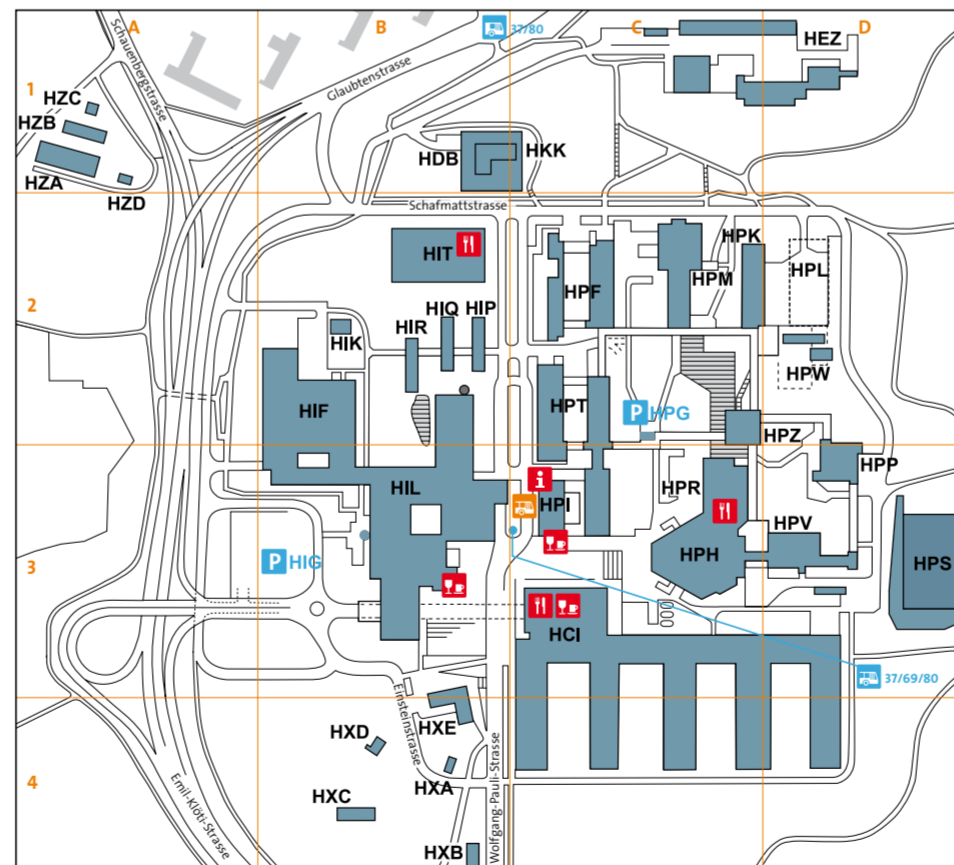 A
B
C
D
37/80
HEZ
Schauenbergstrasse
Glaubtenstrasse
1
HZC
HZB
HZA
HZD
HDB
HKK
Schafmattstrasse
HIT
HPF
HPM
HPK
HPL
2
HIK
HIR
HIQ
HIP
HPW
HIF
HPT
P HPG
HPZ
HPP
HIL
i
HPI
HPR
HPV
HPH
HPS
3
P HIG
HCI
37/69/80
Einsteinstrasse
HXE
HXD
HXA
Wolfgang-Pauli-Strasse
4
HXC
Emil-Klöti-Strasse
HXB